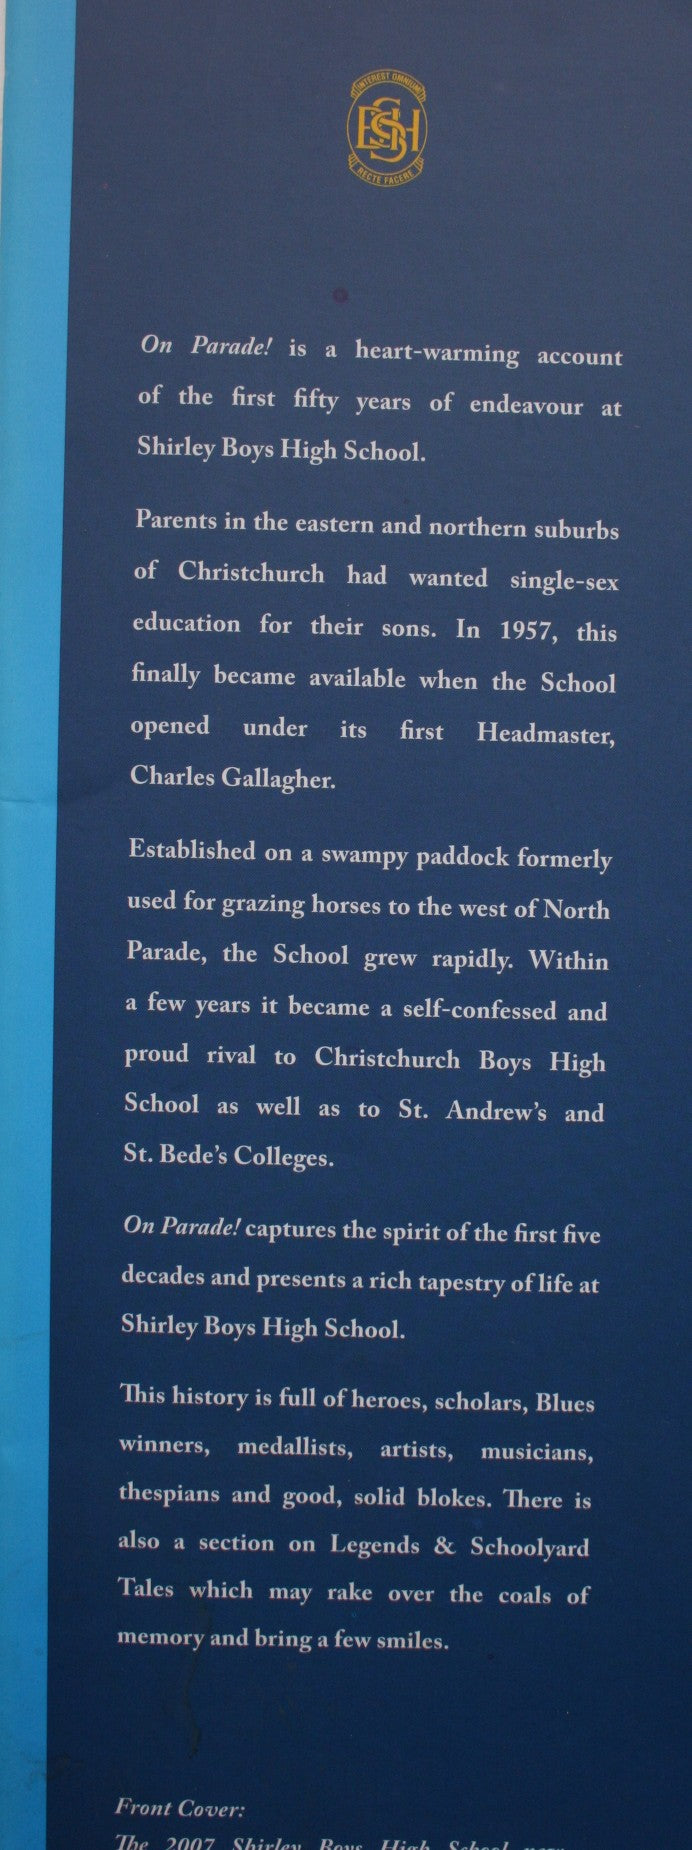 INTEREST OMNIUM
SBHS
RECTE FACERE
On Parade! is a heart-warming account
of the first fifty years of endeavour at
Shirley Boys High School.
Parents in the eastern and northern suburbs
of Christchurch had wanted single-sex
education for their sons. In 1957, this
finally became available when the School
opened under its first Headmaster,
Charles Gallagher.
Established on a swampy paddock formerly
used for grazing horses to the west of North
Parade, the School grew rapidly. Within
a few years it became a self-confessed and
proud rival to Christchurch Boys High
School as well as to St. Andrew's and
St. Bede's Colleges.
On Parade! captures the spirit of the first five
decades and presents a rich tapestry of life at
Shirley Boys High School.
This history is full of heroes, scholars, Blues
winners, medallists, artists, musicians,
thespians and good, solid blokes. There is
also a section on Legends & Schoolyard
Tales which may rake over the coals of
memory and bring a few smiles.
Front Cover:
The 2007 Shirley Boys High School